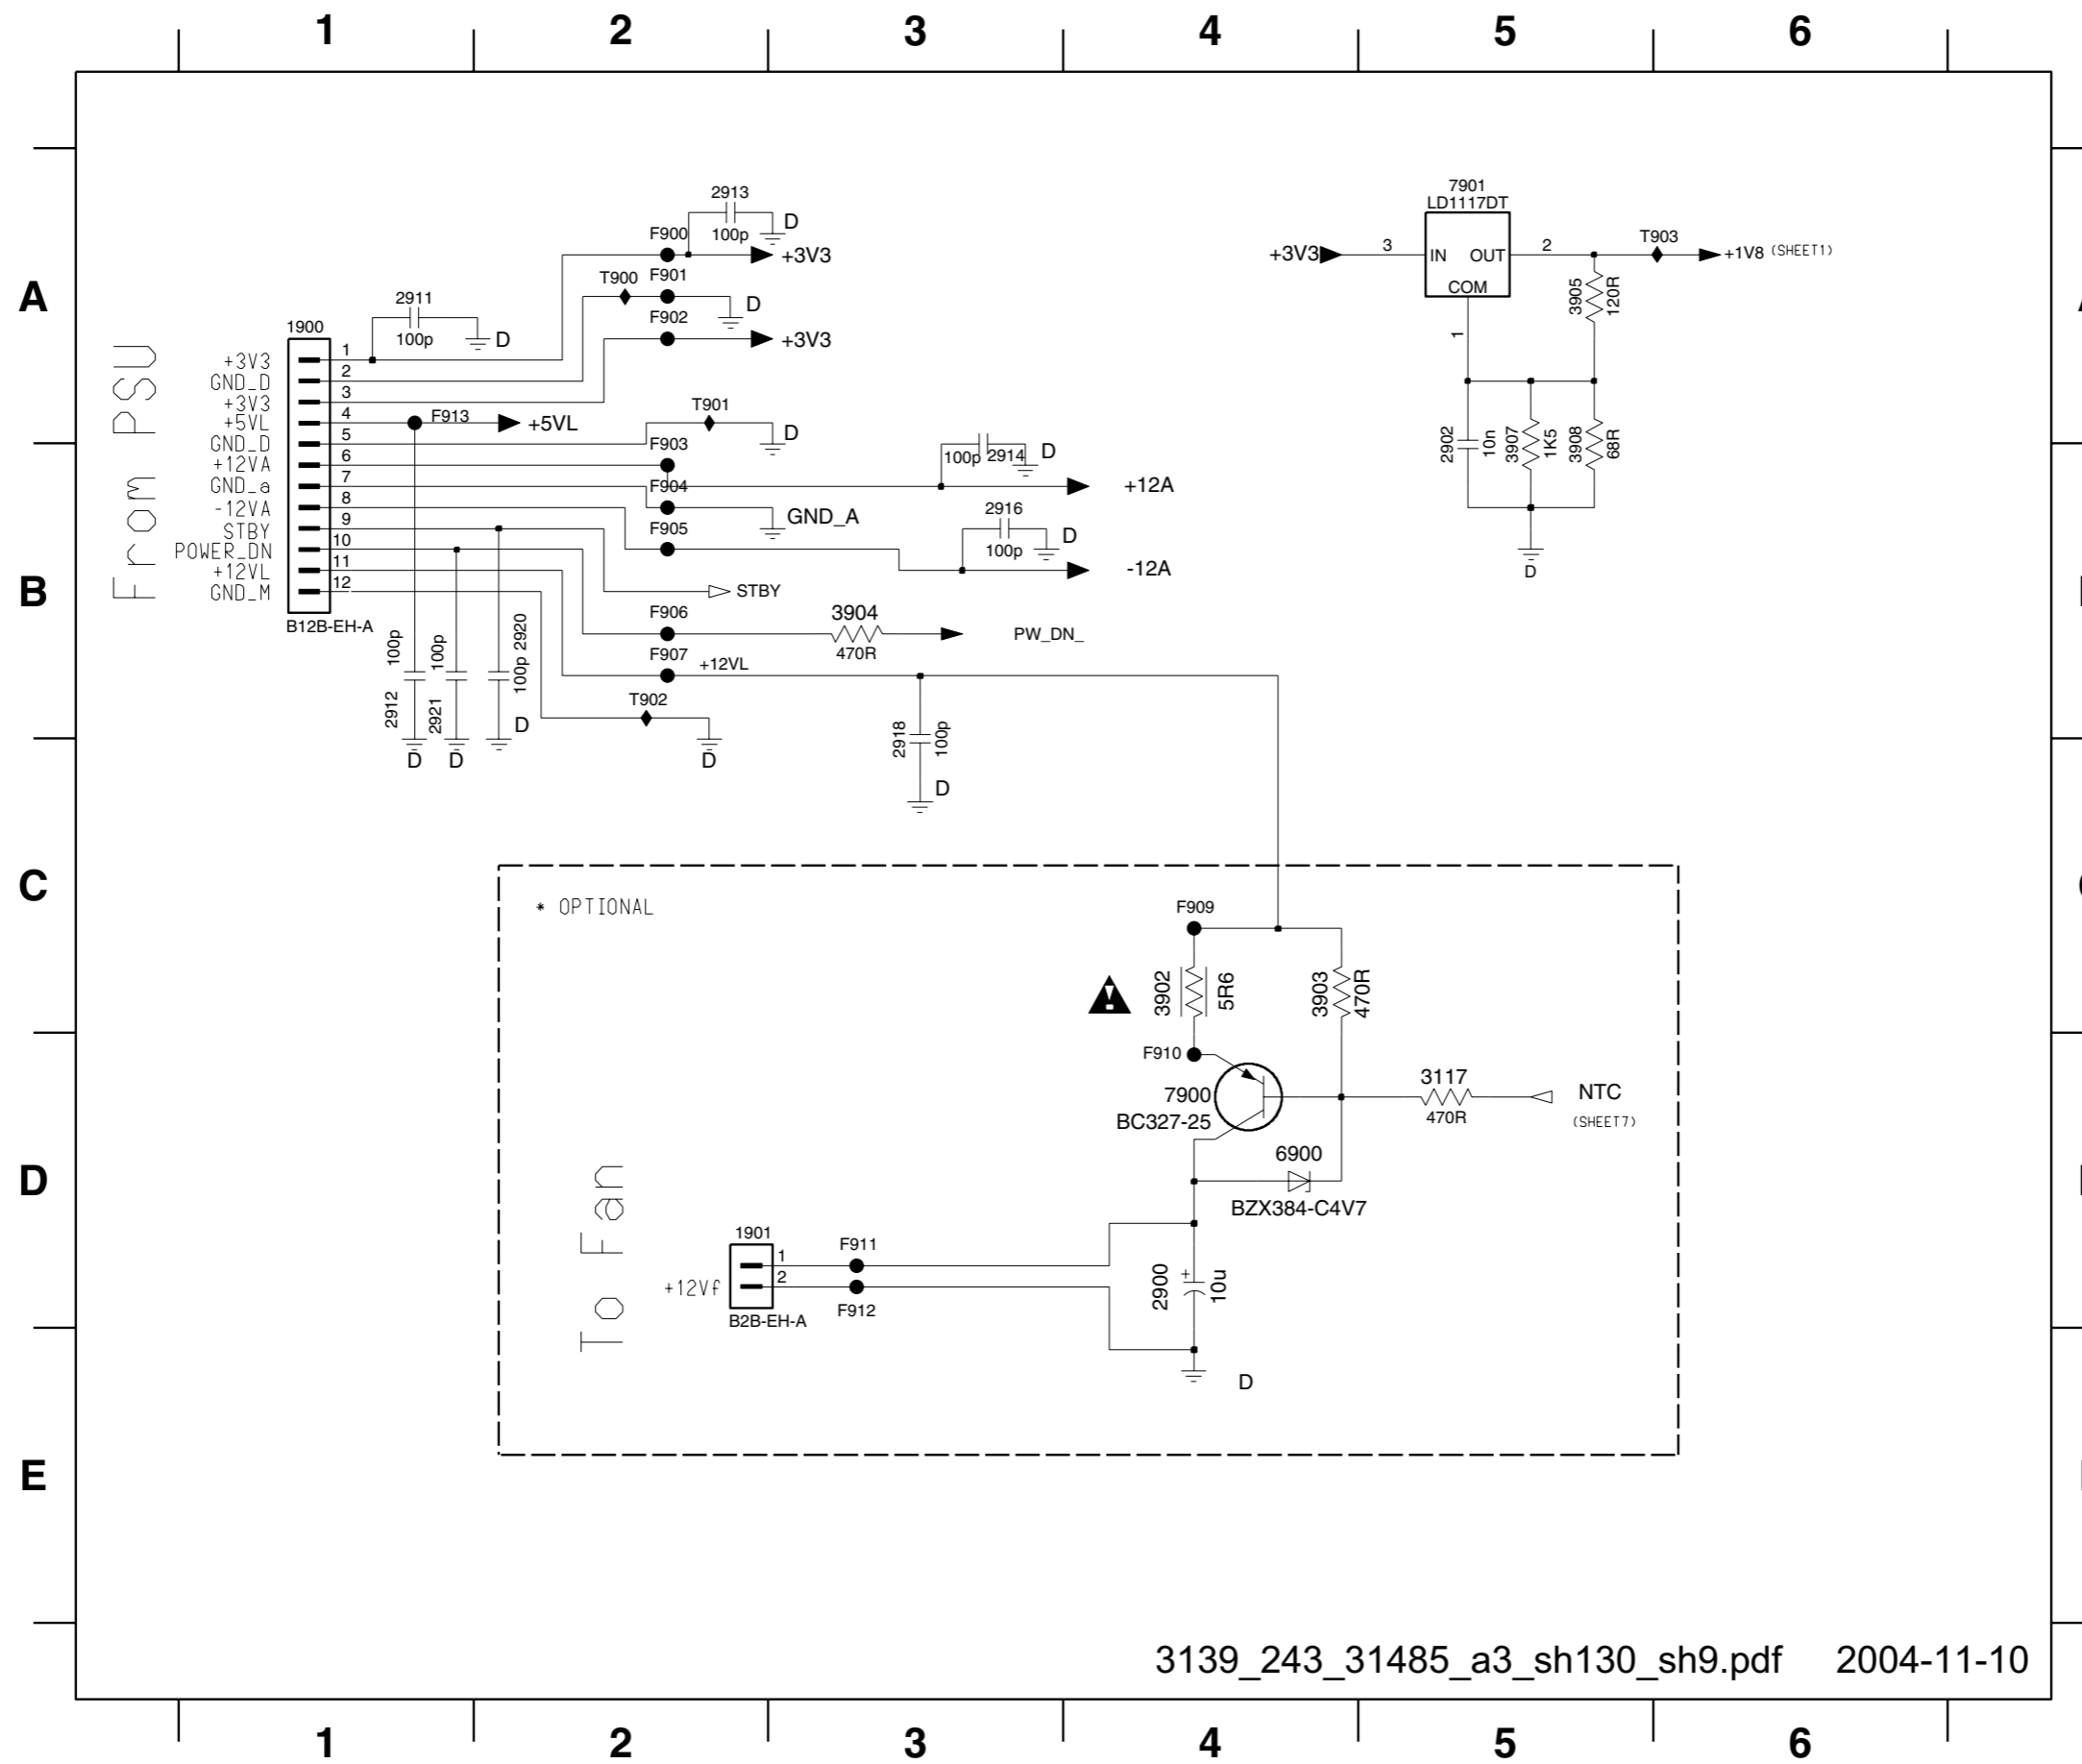 1 2 3 4 5 6
A
B
C
D
E
From PSU
1900
+3V3 1
GND_D 2
+3V3 3
+5VL 4
GND_D 5
+12VA 6
GND_a 7
-12VA 8
STBY 9
POWER_DN 10
+12VL 11
GND_M 12
B12B-EH-A
2911
100p
D
2913
100p
D
F900
+3V3
T900 F901
D
F902
+3V3
F913
+5VL
T901
D
F903
100p 2914
D
+12A
F904
GND_A
F905
2916
100p
D
-12A
STBY
F906
3904
470R
PW_DN_
F907
+12VL
T902
D
2912
100p
D
2921
100p
D
100p 2920
D
2918
100p
D
7901
LD1117DT
+3V3
3
IN OUT
COM
2
1
T903
+1V8 (SHEET1)
3905
120R
2902
10n
3907
1K5
3908
68R
D
* OPTIONAL
F909
3902
5R6
3903
470R
F910
7900
BC327-25
3117
470R
NTC
(SHEET7)
6900
BZX384-C4V7
To Fan
1901
1
2
+12Vf
B2B-EH-A
F911
F912
2900
+
10u
D
3139_243_31485_a3_sh130_sh9.pdf 2004-11-10
1 2 3 4 5 6